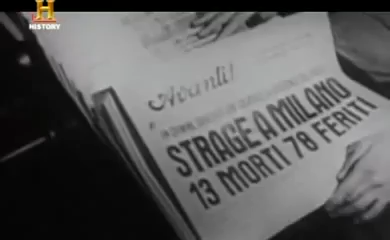 H
HISTORY
Avanti!
STRAGE A MILANO
13 MORTI 78 FERITI